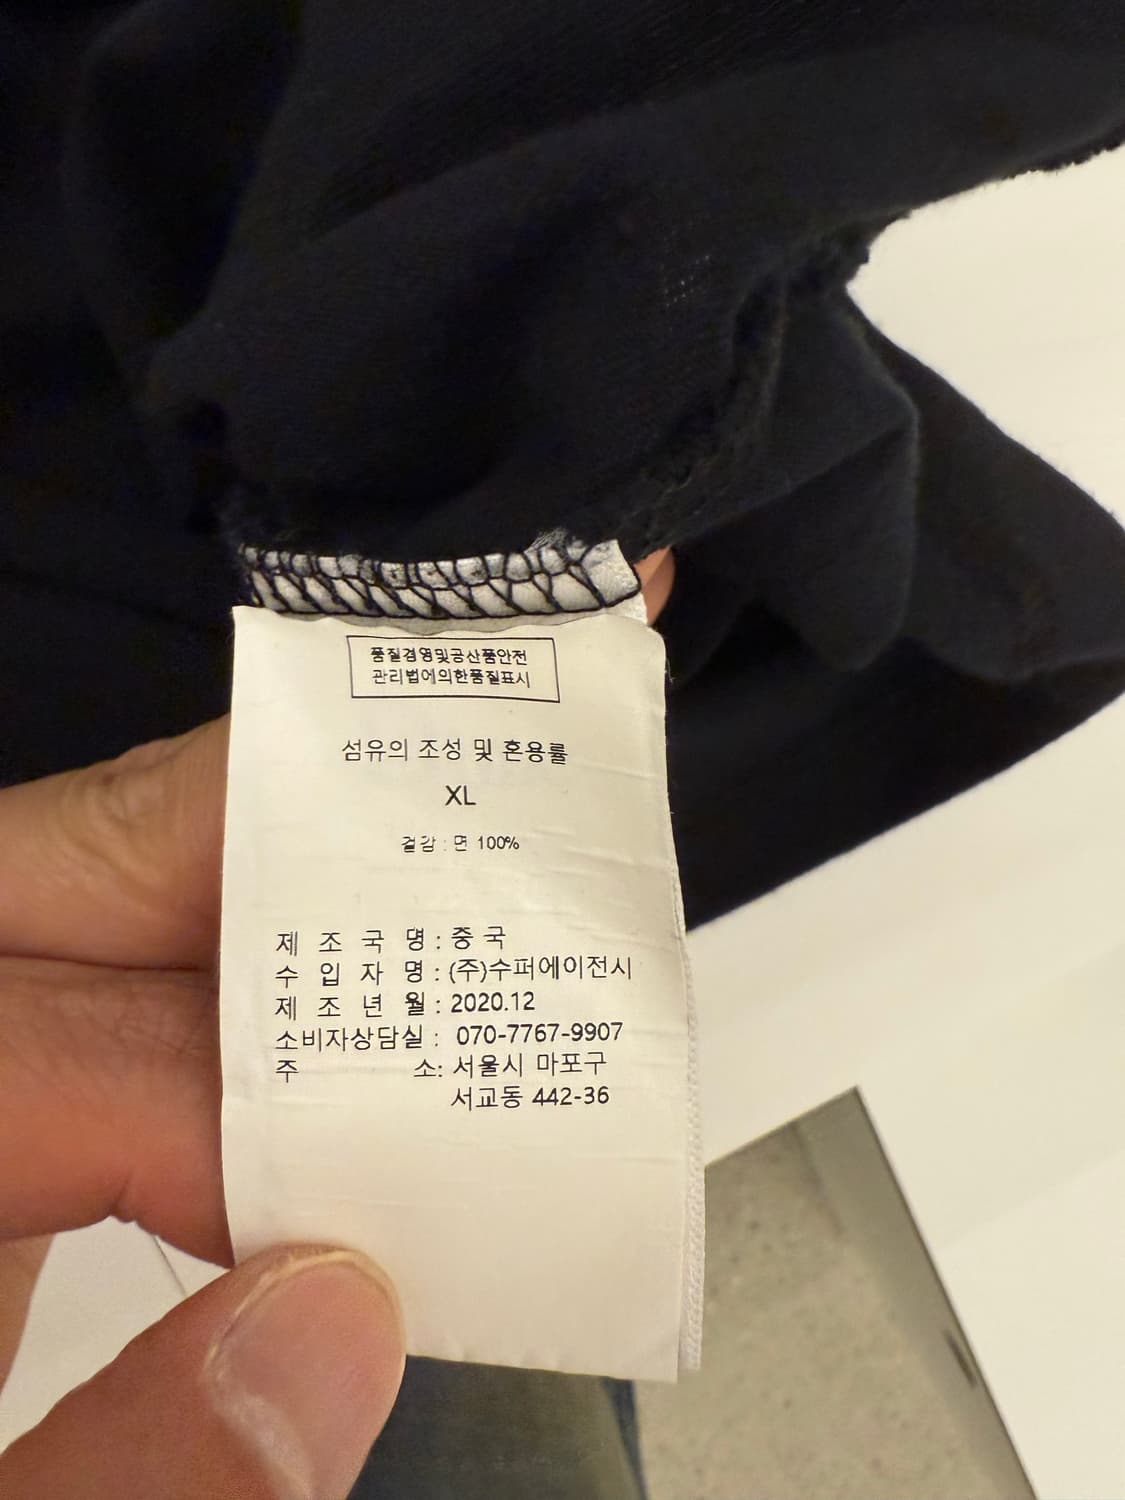 품질경영및공산품안전
관리법에의한품질표시
섬유의 조성 및 혼용률
XL
겉감 : 면 100%
제 조 국 명 : 중 국
수 입 자 명 : (주)수퍼에이전시
제 조 년 월 : 2020.12
소비자상담실 : 070-7767-9907
주 소: 서울시 마포구
서교동 442-36